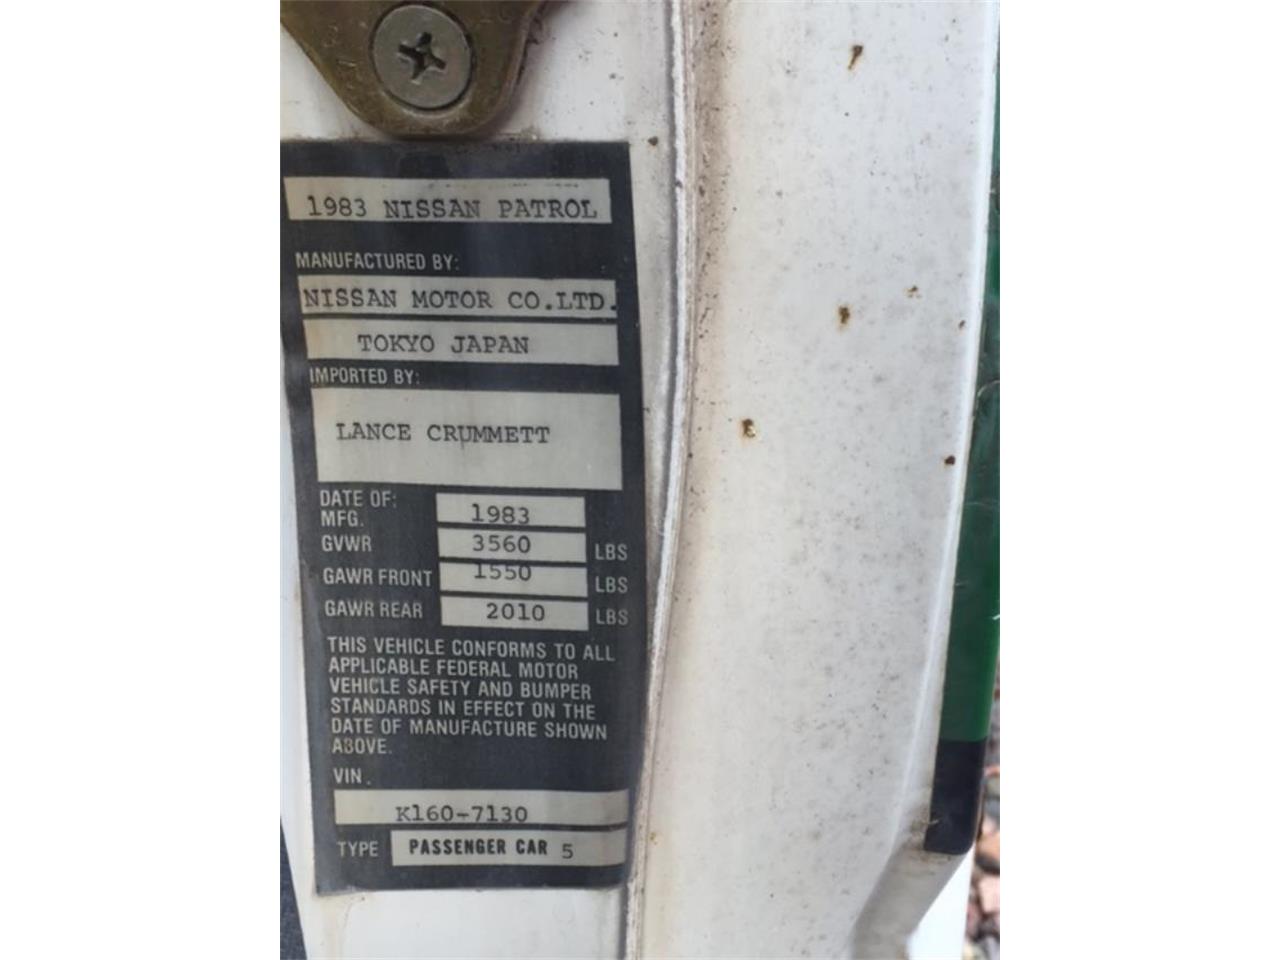 1983 NISSAN PATROL
MANUFACTURED BY:
NISSAN MOTOR CO.LTD.
TOKYO JAPAN
IMPORTED BY:
LANCE CRUMMETT
DATE OF:
MFG. 1983
GVWR 3560 LBS
GAWR FRONT 1550 LBS
GAWR REAR 2010 LBS
THIS VEHICLE CONFORMS TO ALL
APPLICABLE FEDERAL MOTOR
VEHICLE SAFETY AND BUMPER
STANDARDS IN EFFECT ON THE
DATE OF MANUFACTURE SHOWN
ABOVE.
VIN.
K160-7130
TYPE PASSENGER CAR 5